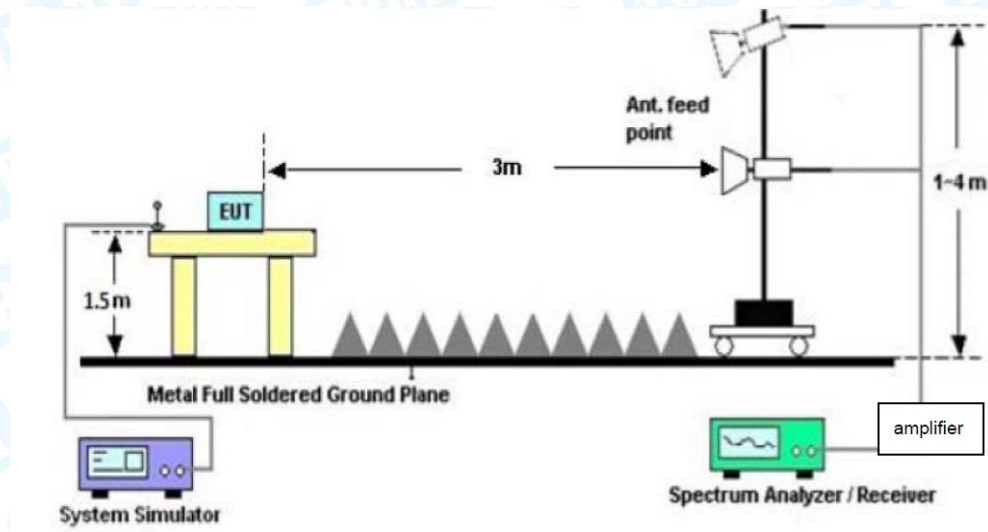 Ant. feed
point
3m
1~4 m
EUT
1.5m
Metal Full Soldered Ground Plane
amplifier
System Simulator
Spectrum Analyzer / Receiver